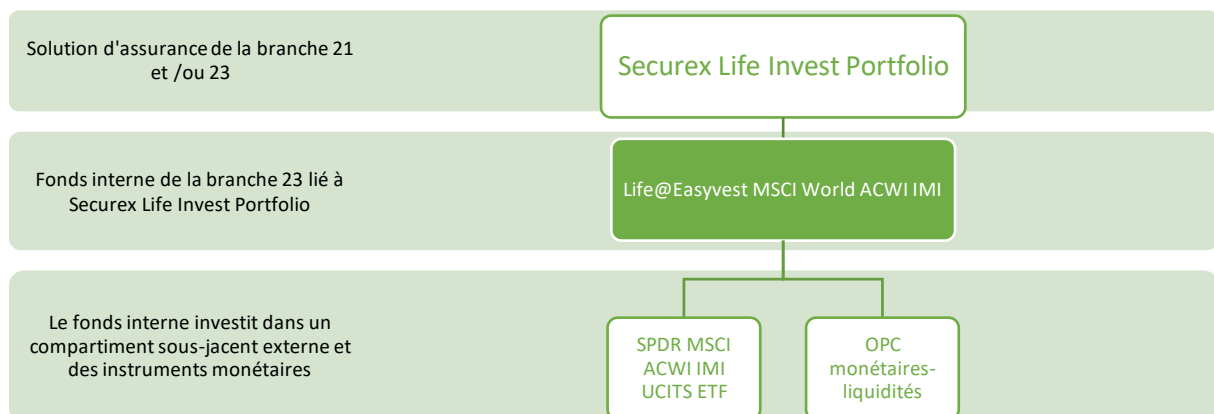 Solution d'assurance de la branche 21
et /ou 23
Securex Life Invest Portfolio
Fonds interne de la branche 23 lié à
Securex Life Invest Portfolio
Life@Easyvest MSCI World ACWI IMI
Le fonds interne investit dans un
compartiment sous-jacent externe et
des instruments monétaires
SPDR MSCI
ACWI IMI
UCITS ETF
OPC
monétaires-
liquidités